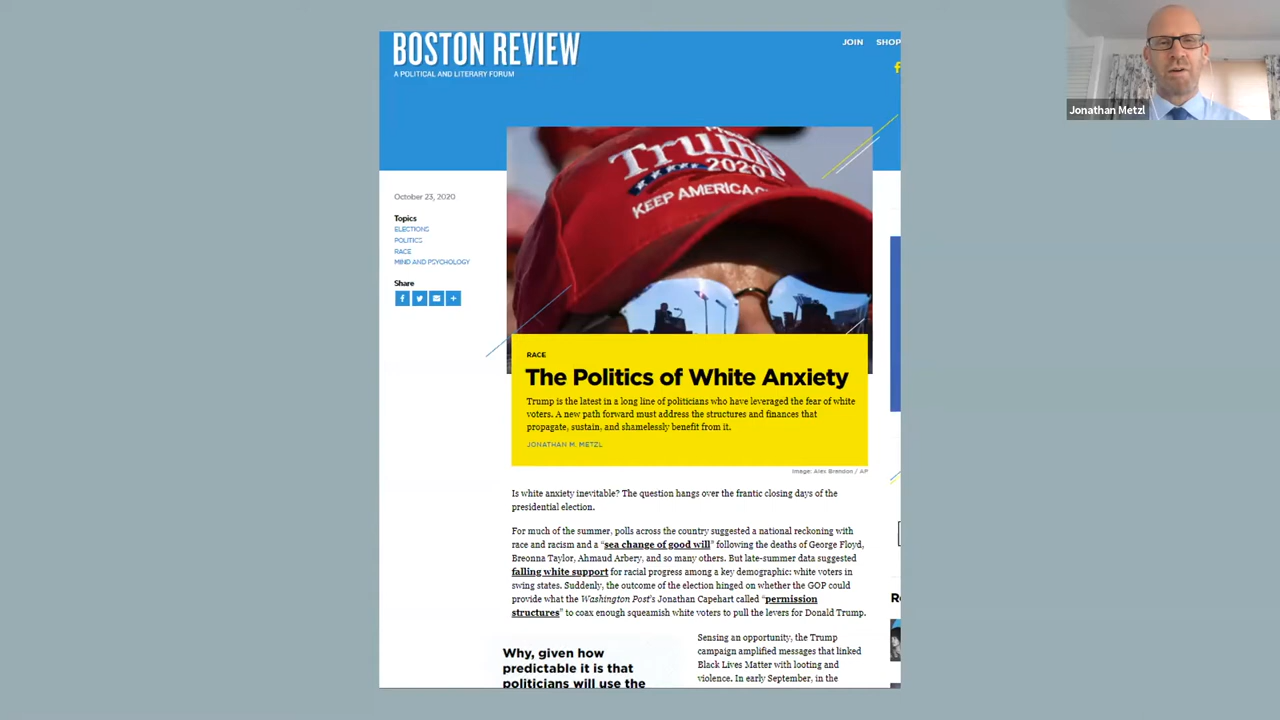 BOSTON REVIEW
A POLITICAL AND LITERARY FORUM
JOIN
SHOP
Jonathan Metzl
Trump
2020
KEEP AMERICA
October 23, 2020
Topics
ELECTIONS
POLITICS
RACE
MIND AND PSYCHOLOGY
Share
RACE
The Politics of White Anxiety
Trump is the latest in a long line of politicians who have leveraged the fear of white
voters. A new path forward must address the structures and finances that
propagate, sustain, and shamelessly benefit from it.
JONATHAN M. METZL
Image: Alex Brandon / AP
Is white anxiety inevitable? The question hangs over the frantic closing days of the
presidential election.
For much of the summer, polls across the country suggested a national reckoning with
race and racism and a “sea change of good will” following the deaths of George Floyd,
Breonna Taylor, Ahmaud Arbery, and so many others. But late-summer data suggested
falling white support for racial progress among a key demographic: white voters in
swing states. Suddenly, the outcome of the election hinged on whether the GOP could
provide what the Washington Post’s Jonathan Capehart called “permission
structures” to coax enough squeamish white voters to pull the levers for Donald Trump.
Why, given how
predictable it is that
politicians will use the
Sensing an opportunity, the Trump
campaign amplified messages that linked
Black Lives Matter with looting and
violence. In early September, in the